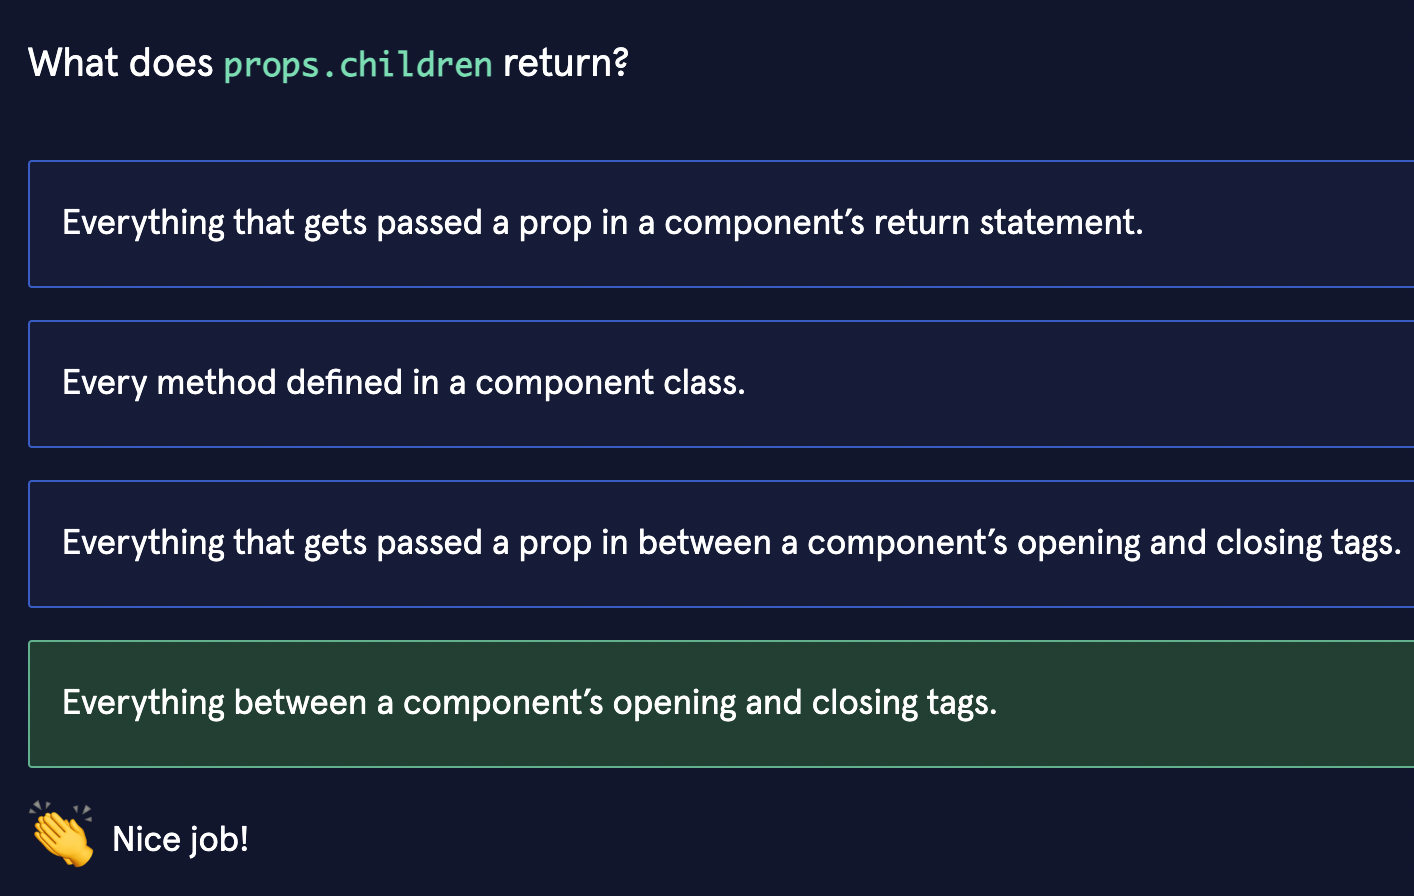 What does props.children return?
Everything that gets passed a prop in a component’s return statement.
Every method defined in a component class.
Everything that gets passed a prop in between a component’s opening and closing tags.
Everything between a component’s opening and closing tags.
Nice job!